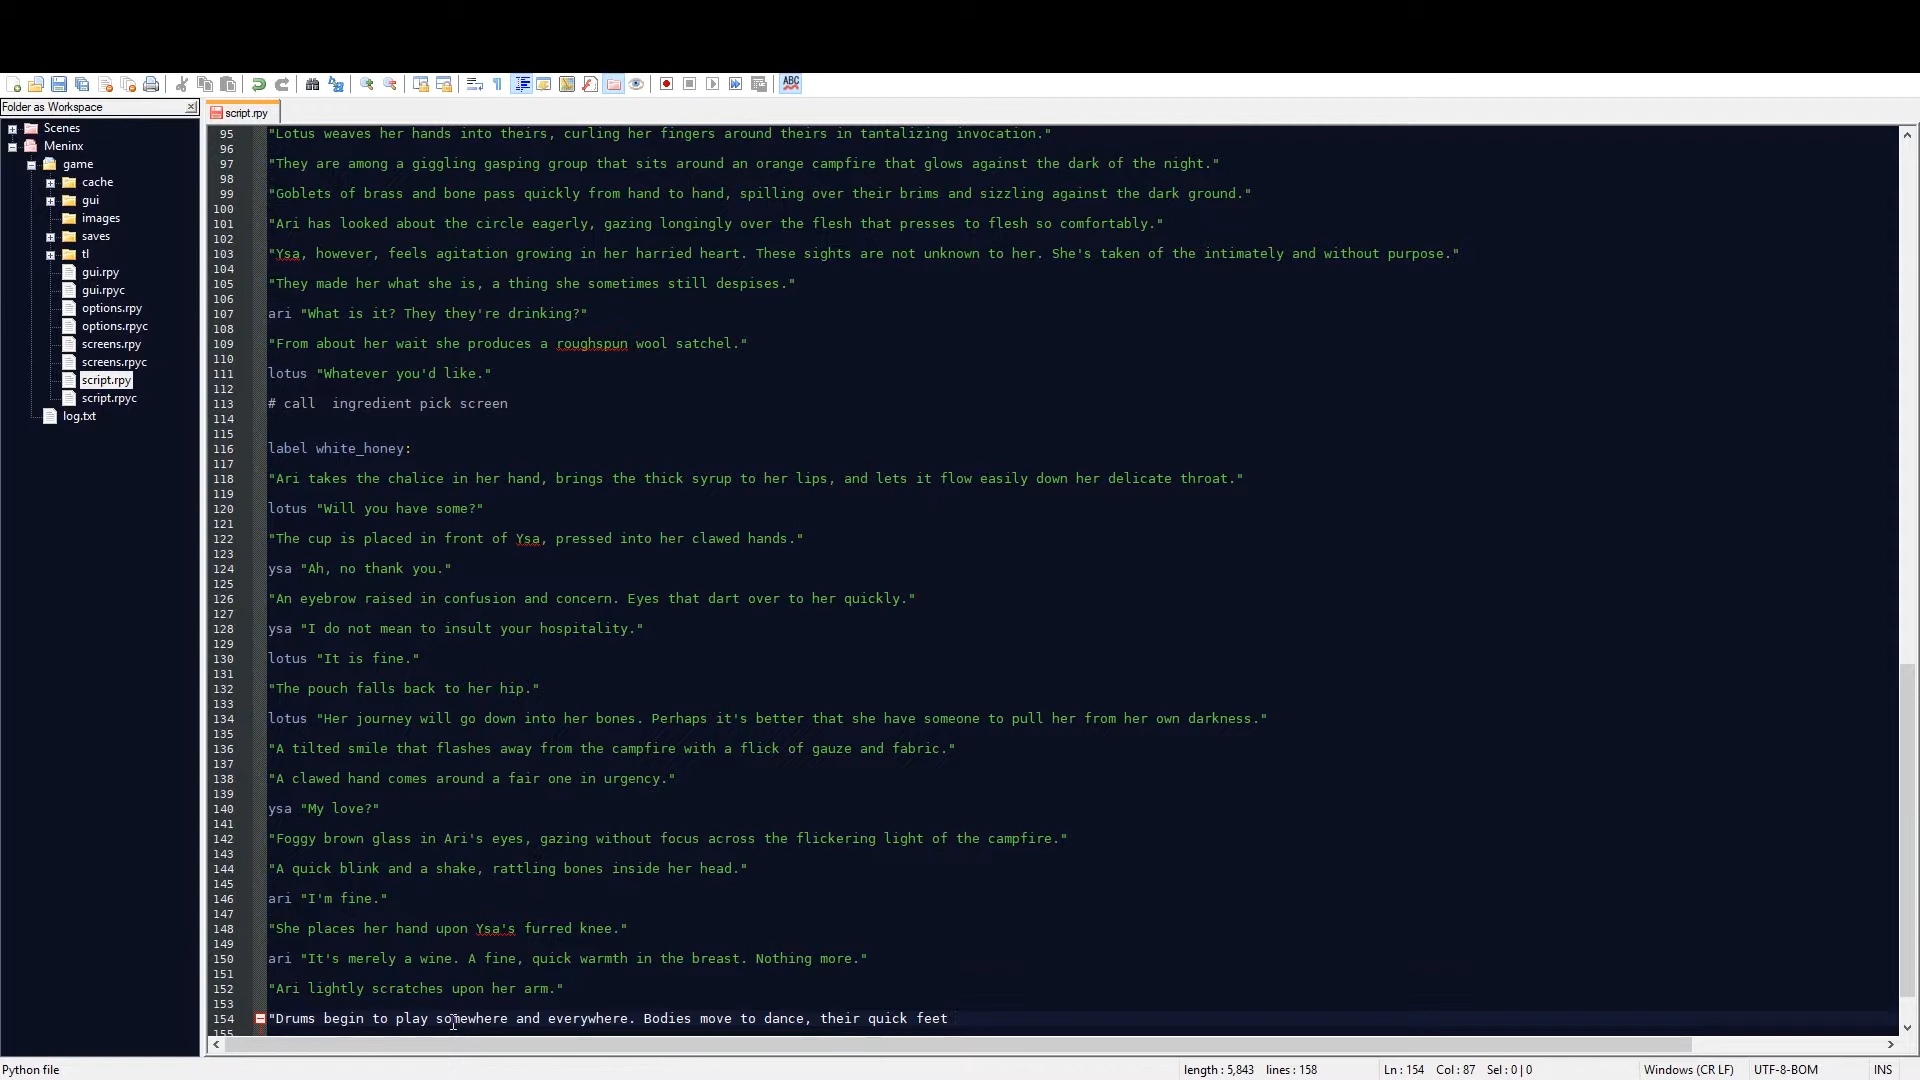 Folder as Workspace
script.rpy
Scenes
Meninx
game
cache
gui
images
saves
tl
gui.rpy
gui.rpyc
options.rpy
options.rpyc
screens.rpy
screens.rpyc
script.rpy
script.rpyc
log.txt
95 "Lotus weaves her hands into theirs, curling her fingers around theirs in tantalizing invocation."
96
97 "They are among a giggling gasping group that sits around an orange campfire that glows against the dark of the night."
98
99 "Goblets of brass and bone pass quickly from hand to hand, spilling over their brims and sizzling against the dark ground."
100
101 "Ari has looked about the circle eagerly, gazing longingly over the flesh that presses to flesh so comfortably."
102
103 "Ysa, however, feels agitation growing in her harried heart. These sights are not unknown to her. She's taken of the intimately and without purpose."
104
105 "They made her what she is, a thing she sometimes still despises."
106
107 ari "What is it? They they're drinking?"
108
109 "From about her wait she produces a roughspun wool satchel."
110
111 lotus "Whatever you'd like."
112
113 # call  ingredient pick screen
114
115
116 label white_honey:
117
118 "Ari takes the chalice in her hand, brings the thick syrup to her lips, and lets it flow easily down her delicate throat."
119
120 lotus "Will you have some?"
121
122 "The cup is placed in front of Ysa, pressed into her clawed hands."
123
124 ysa "Ah, no thank you."
125
126 "An eyebrow raised in confusion and concern. Eyes that dart over to her quickly."
127
128 ysa "I do not mean to insult your hospitality."
129
130 lotus "It is fine."
131
132 "The pouch falls back to her hip."
133
134 lotus "Her journey will go down into her bones. Perhaps it's better that she have someone to pull her from her own darkness."
135
136 "A tilted smile that flashes away from the campfire with a flick of gauze and fabric."
137
138 "A clawed hand comes around a fair one in urgency."
139
140 ysa "My love?"
141
142 "Foggy brown glass in Ari's eyes, gazing without focus across the flickering light of the campfire."
143
144 "A quick blink and a shake, rattling bones inside her head."
145
146 ari "I'm fine."
147
148 "She places her hand upon Ysa's furred knee."
149
150 ari "It's merely a wine. A fine, quick warmth in the breast. Nothing more."
151
152 "Ari lightly scratches upon her arm."
153
154 "Drums begin to play somewhere and everywhere. Bodies move to dance, their quick feet
155
Python file length : 5,843 lines : 158 Ln : 154 Col : 87 Sel : 0 | 0 Windows (CR LF) UTF-8-BOM INS
ABC